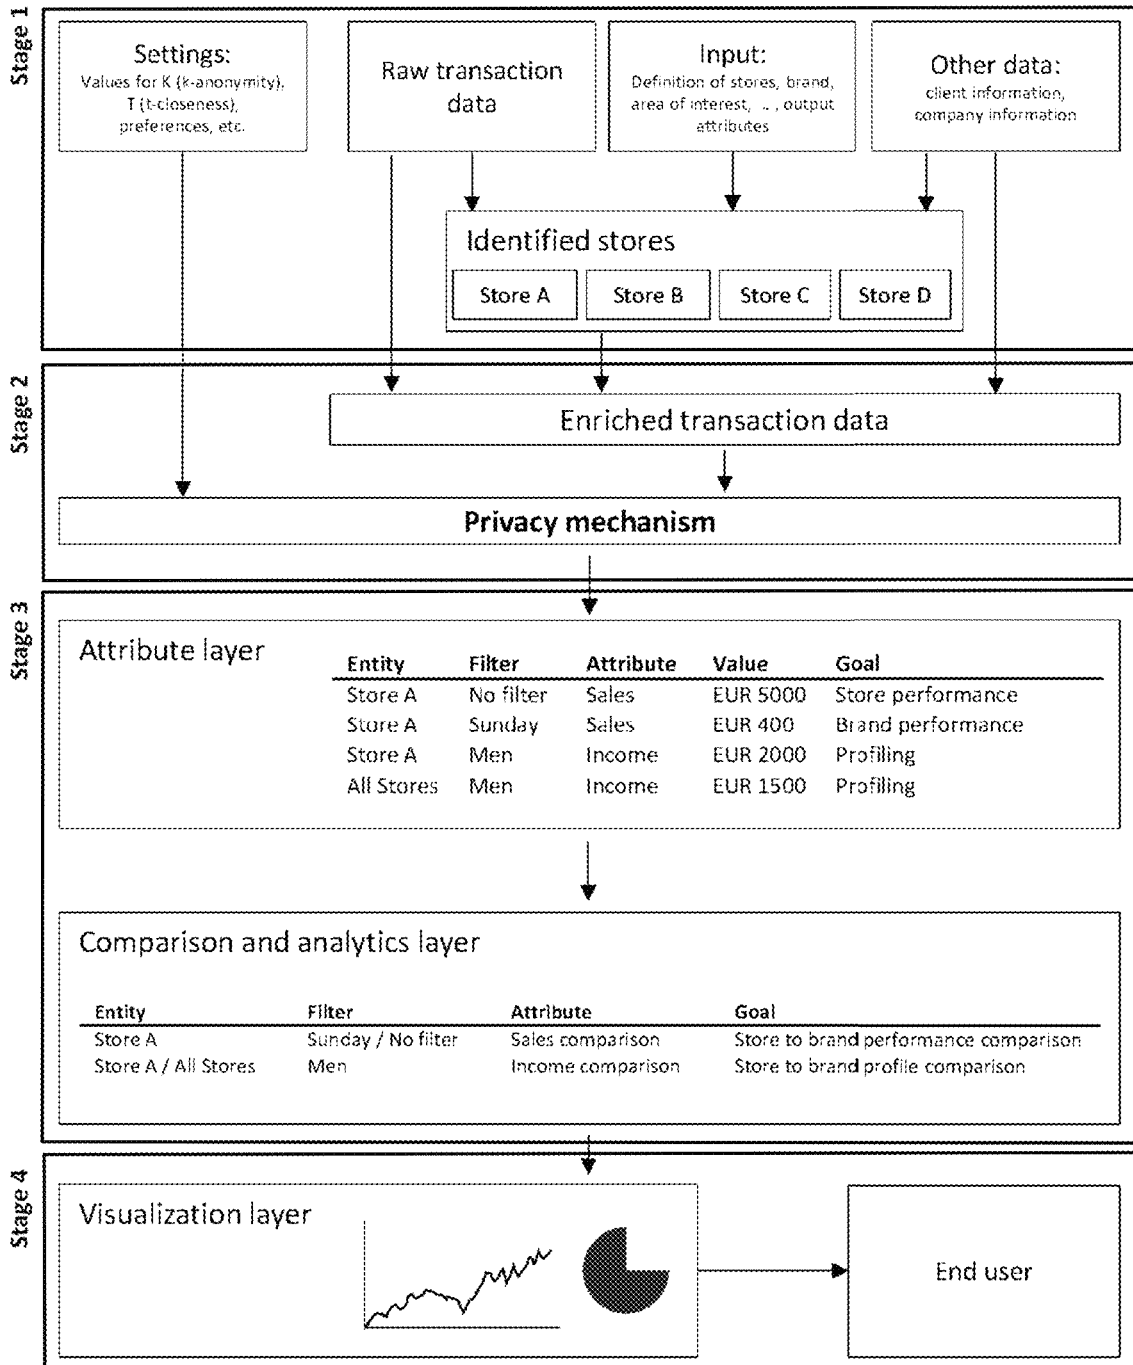 Stage 1
Settings:
Values for K (k-anonymity),
T (t-closeness),
preferences, etc.
Raw transaction
data
Input:
Definition of stores, brand,
area of interest, .. , output
attributes
Other data:
client information,
company information
Identified stores
Store A
Store B
Store C
Store D
Stage 2
Enriched transaction data
Privacy mechanism
Stage 3
Attribute layer
Entity Filter Attribute Value Goal
Store A No filter Sales EUR 5000 Store performance
Store A Sunday Sales EUR 400 Brand performance
Store A Men Income EUR 2000 Profiling
All Stores Men Income EUR 1500 Profiling
Comparison and analytics layer
Entity Filter Attribute Goal
Store A Sunday / No filter Sales comparison Store to brand performance comparison
Store A / All Stores Men Income comparison Store to brand profile comparison
Stage 4
Visualization layer
End user